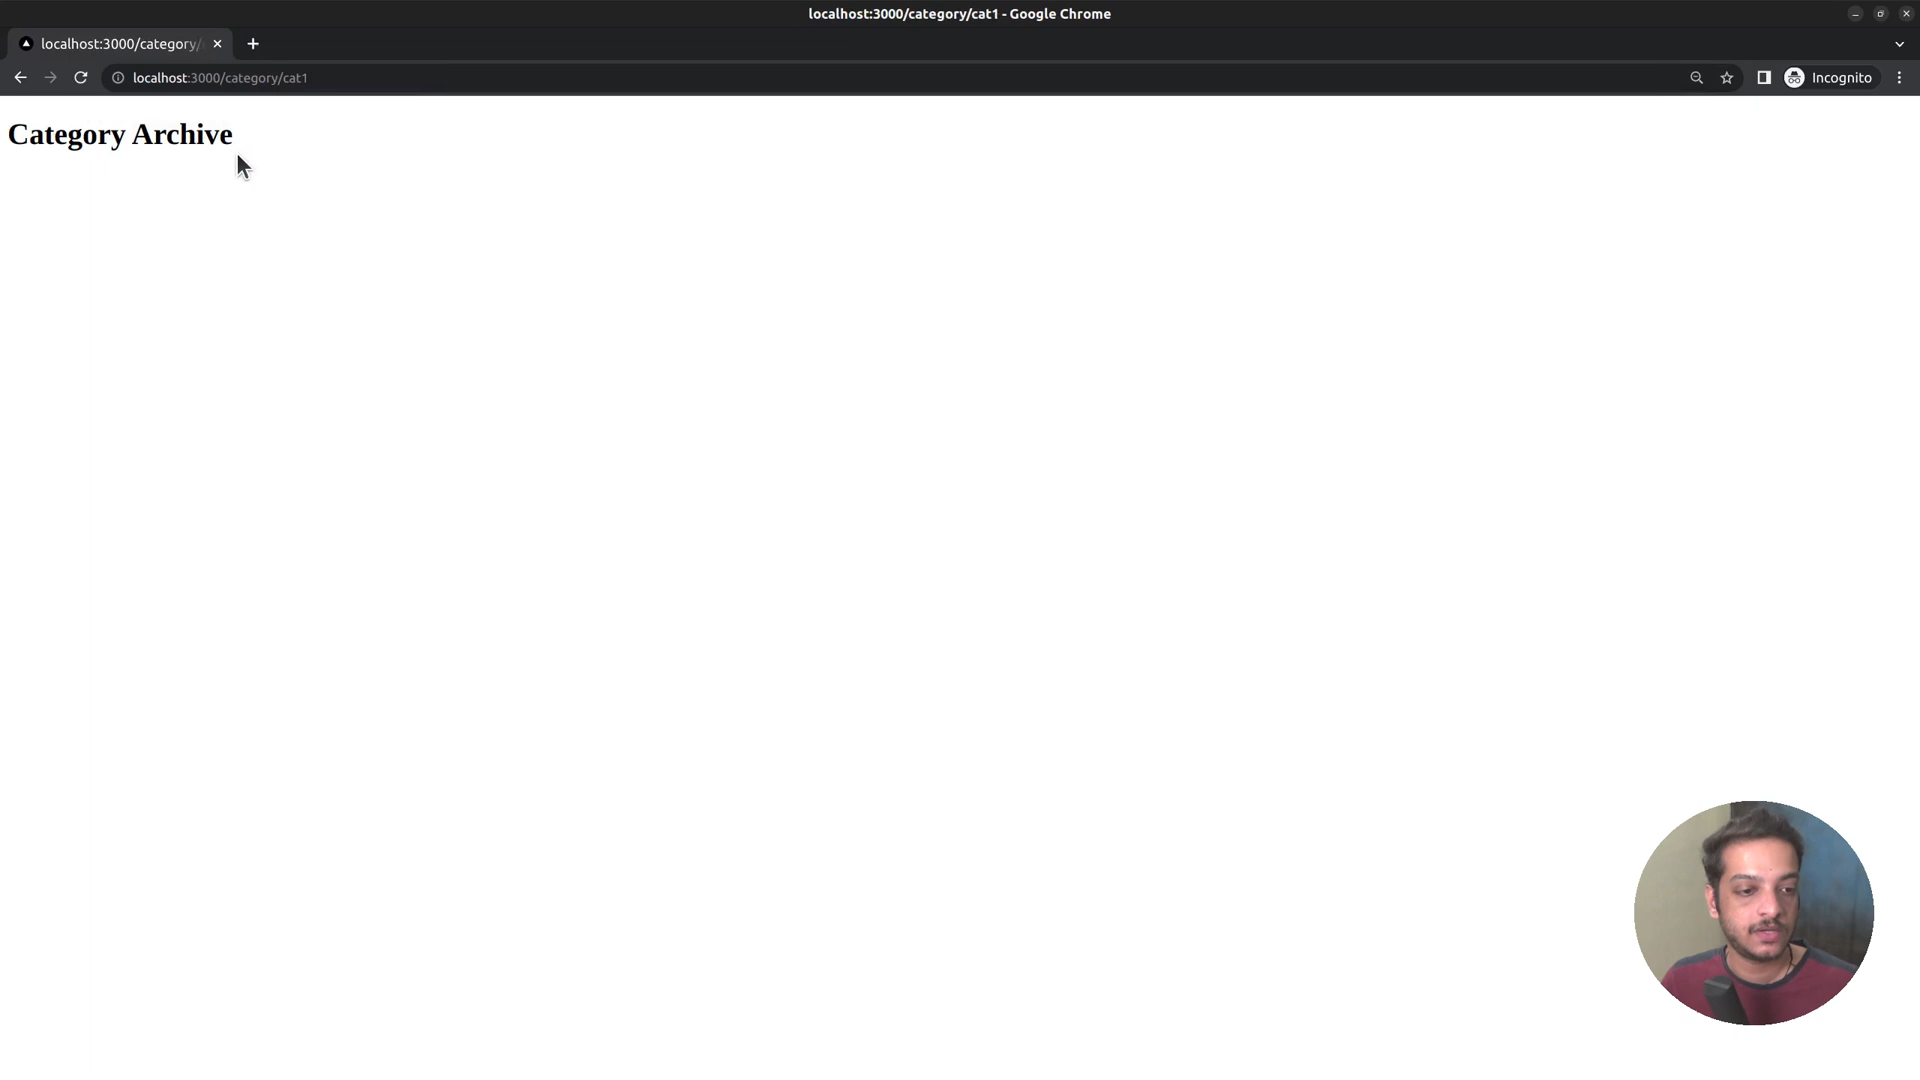 localhost:3000/category/cat1 - Google Chrome
localhost:3000/category/
localhost:3000/category/cat1
Incognito
Category Archive